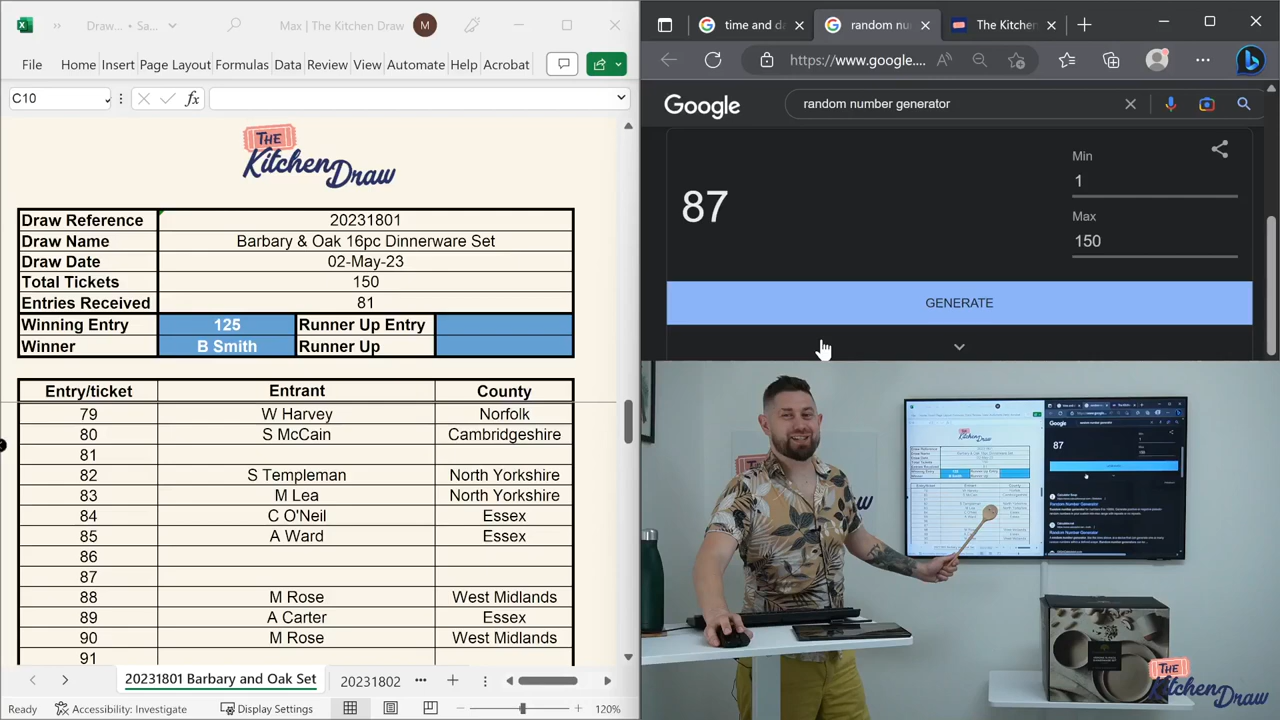 Draw... - Sa...
Max | The Kitchen Draw
M
File Home Insert Page Layout Formulas Data Review View Automate Help Acrobat
C10
fx
THE
Kitchen Draw
Draw Reference 20231801
Draw Name Barbary & Oak 16pc Dinnerware Set
Draw Date 02-May-23
Total Tickets 150
Entries Received 81
Winning Entry 125 Runner Up Entry
Winner B Smith Runner Up
Entry/ticket Entrant County
79 W Harvey Norfolk
80 S McCain Cambridgeshire
81
82 S Templeman North Yorkshire
83 M Lea North Yorkshire
84 C O'Neil Essex
85 A Ward Essex
86
87
88 M Rose West Midlands
89 A Carter Essex
90 M Rose West Midlands
91
20231801 Barbary and Oak Set 20231802
Ready Accessibility: Investigate Display Settings 120%
time and da
random nu
The Kitchen
https://www.google....
Google random number generator
Min
1
87
Max
150
GENERATE
THE
Kitchen Draw